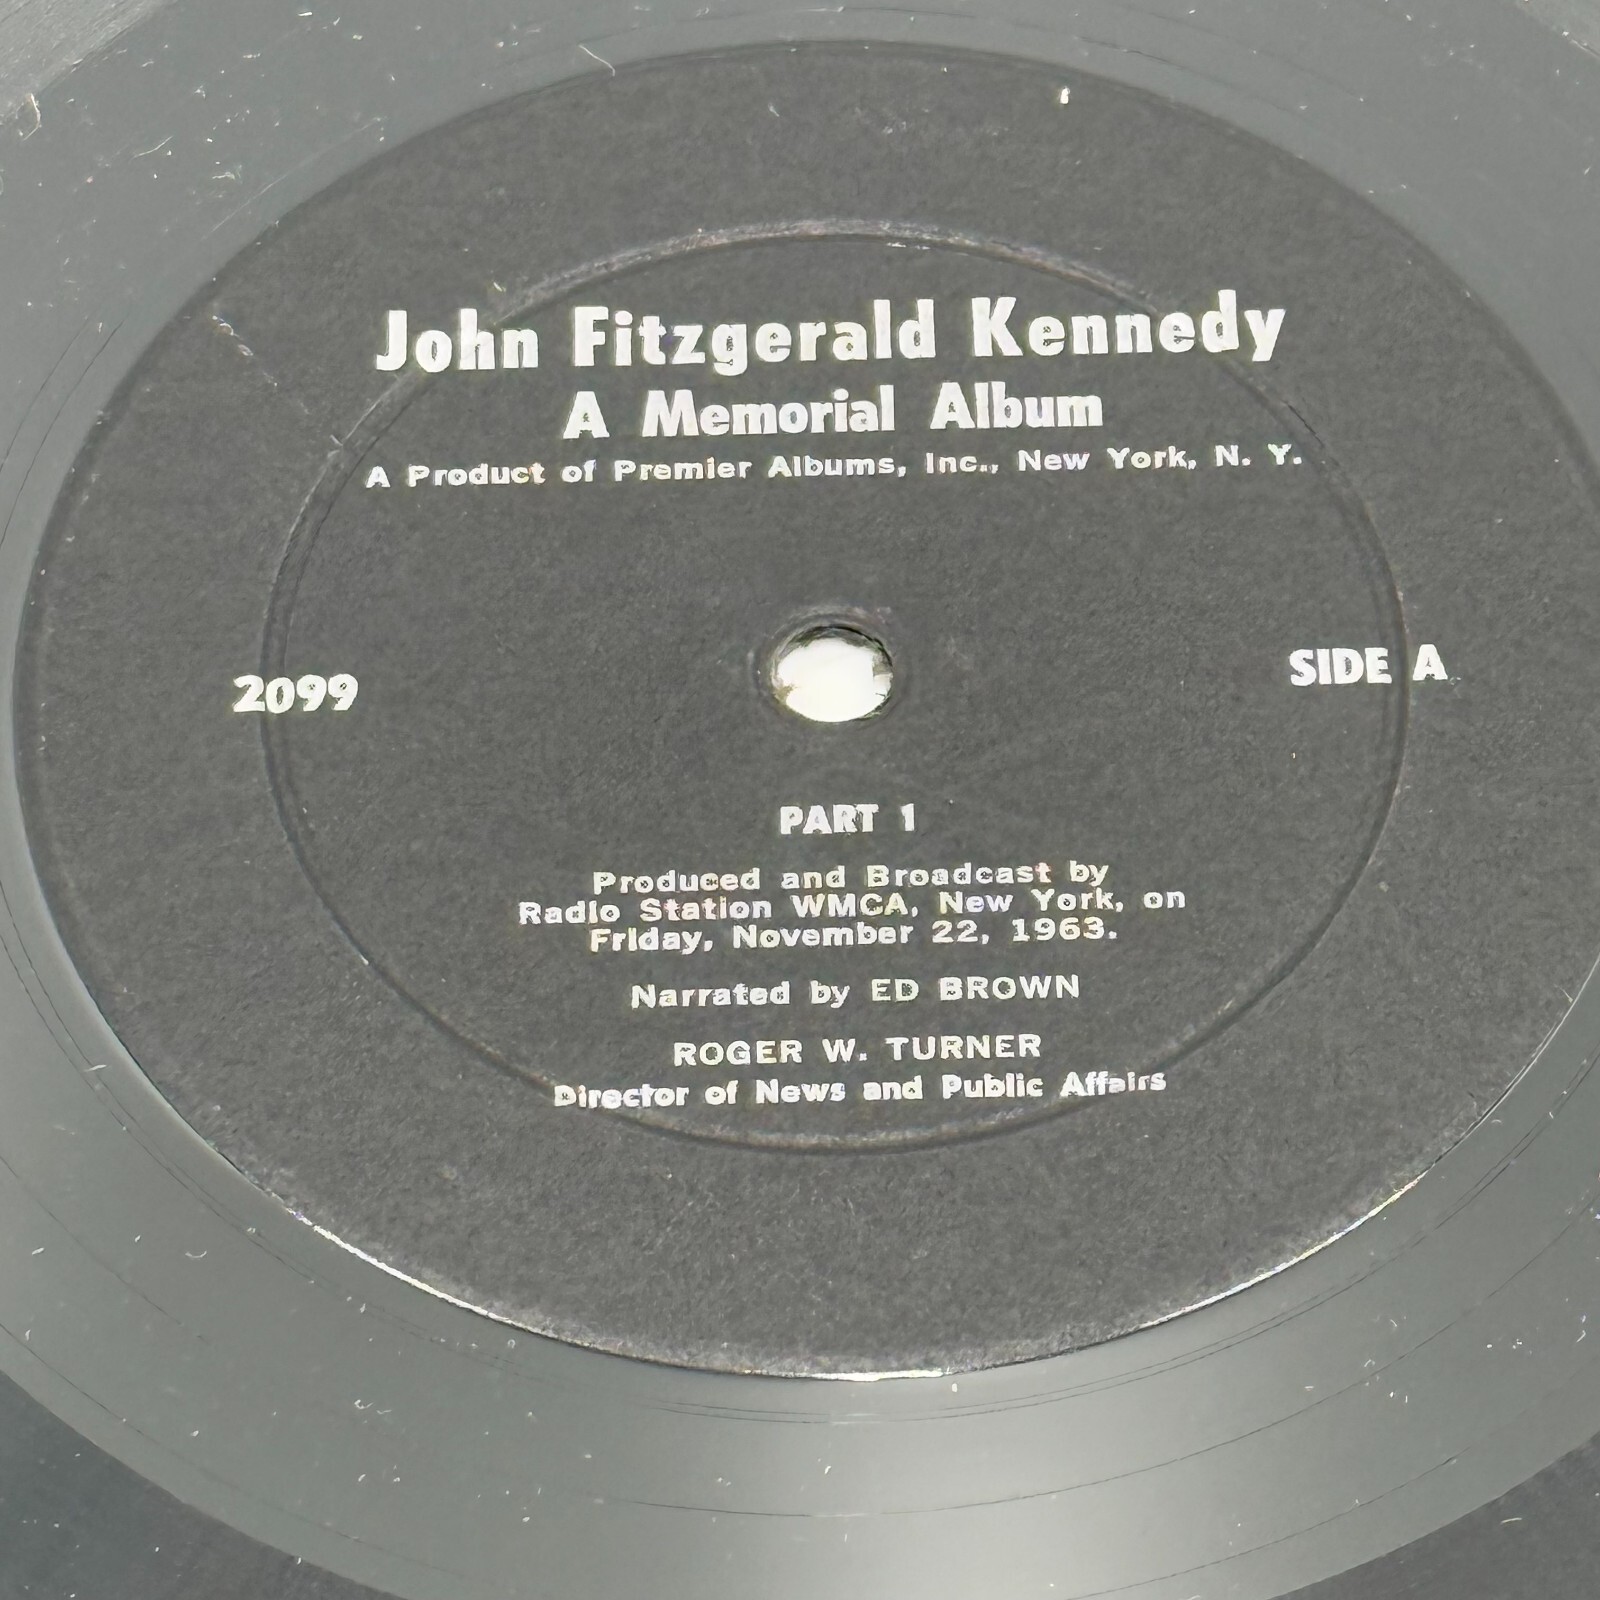 John Fitzgerald Kennedy
A Memorial Album
A Product of Premier Albums, Inc., New York, N. Y.
2099
SIDE A
PART 1
Produced and Broadcast by
Radio Station WMCA, New York, on
Friday, November 22, 1963.
Narrated by ED BROWN
ROGER W. TURNER
Director of News and Public Affairs